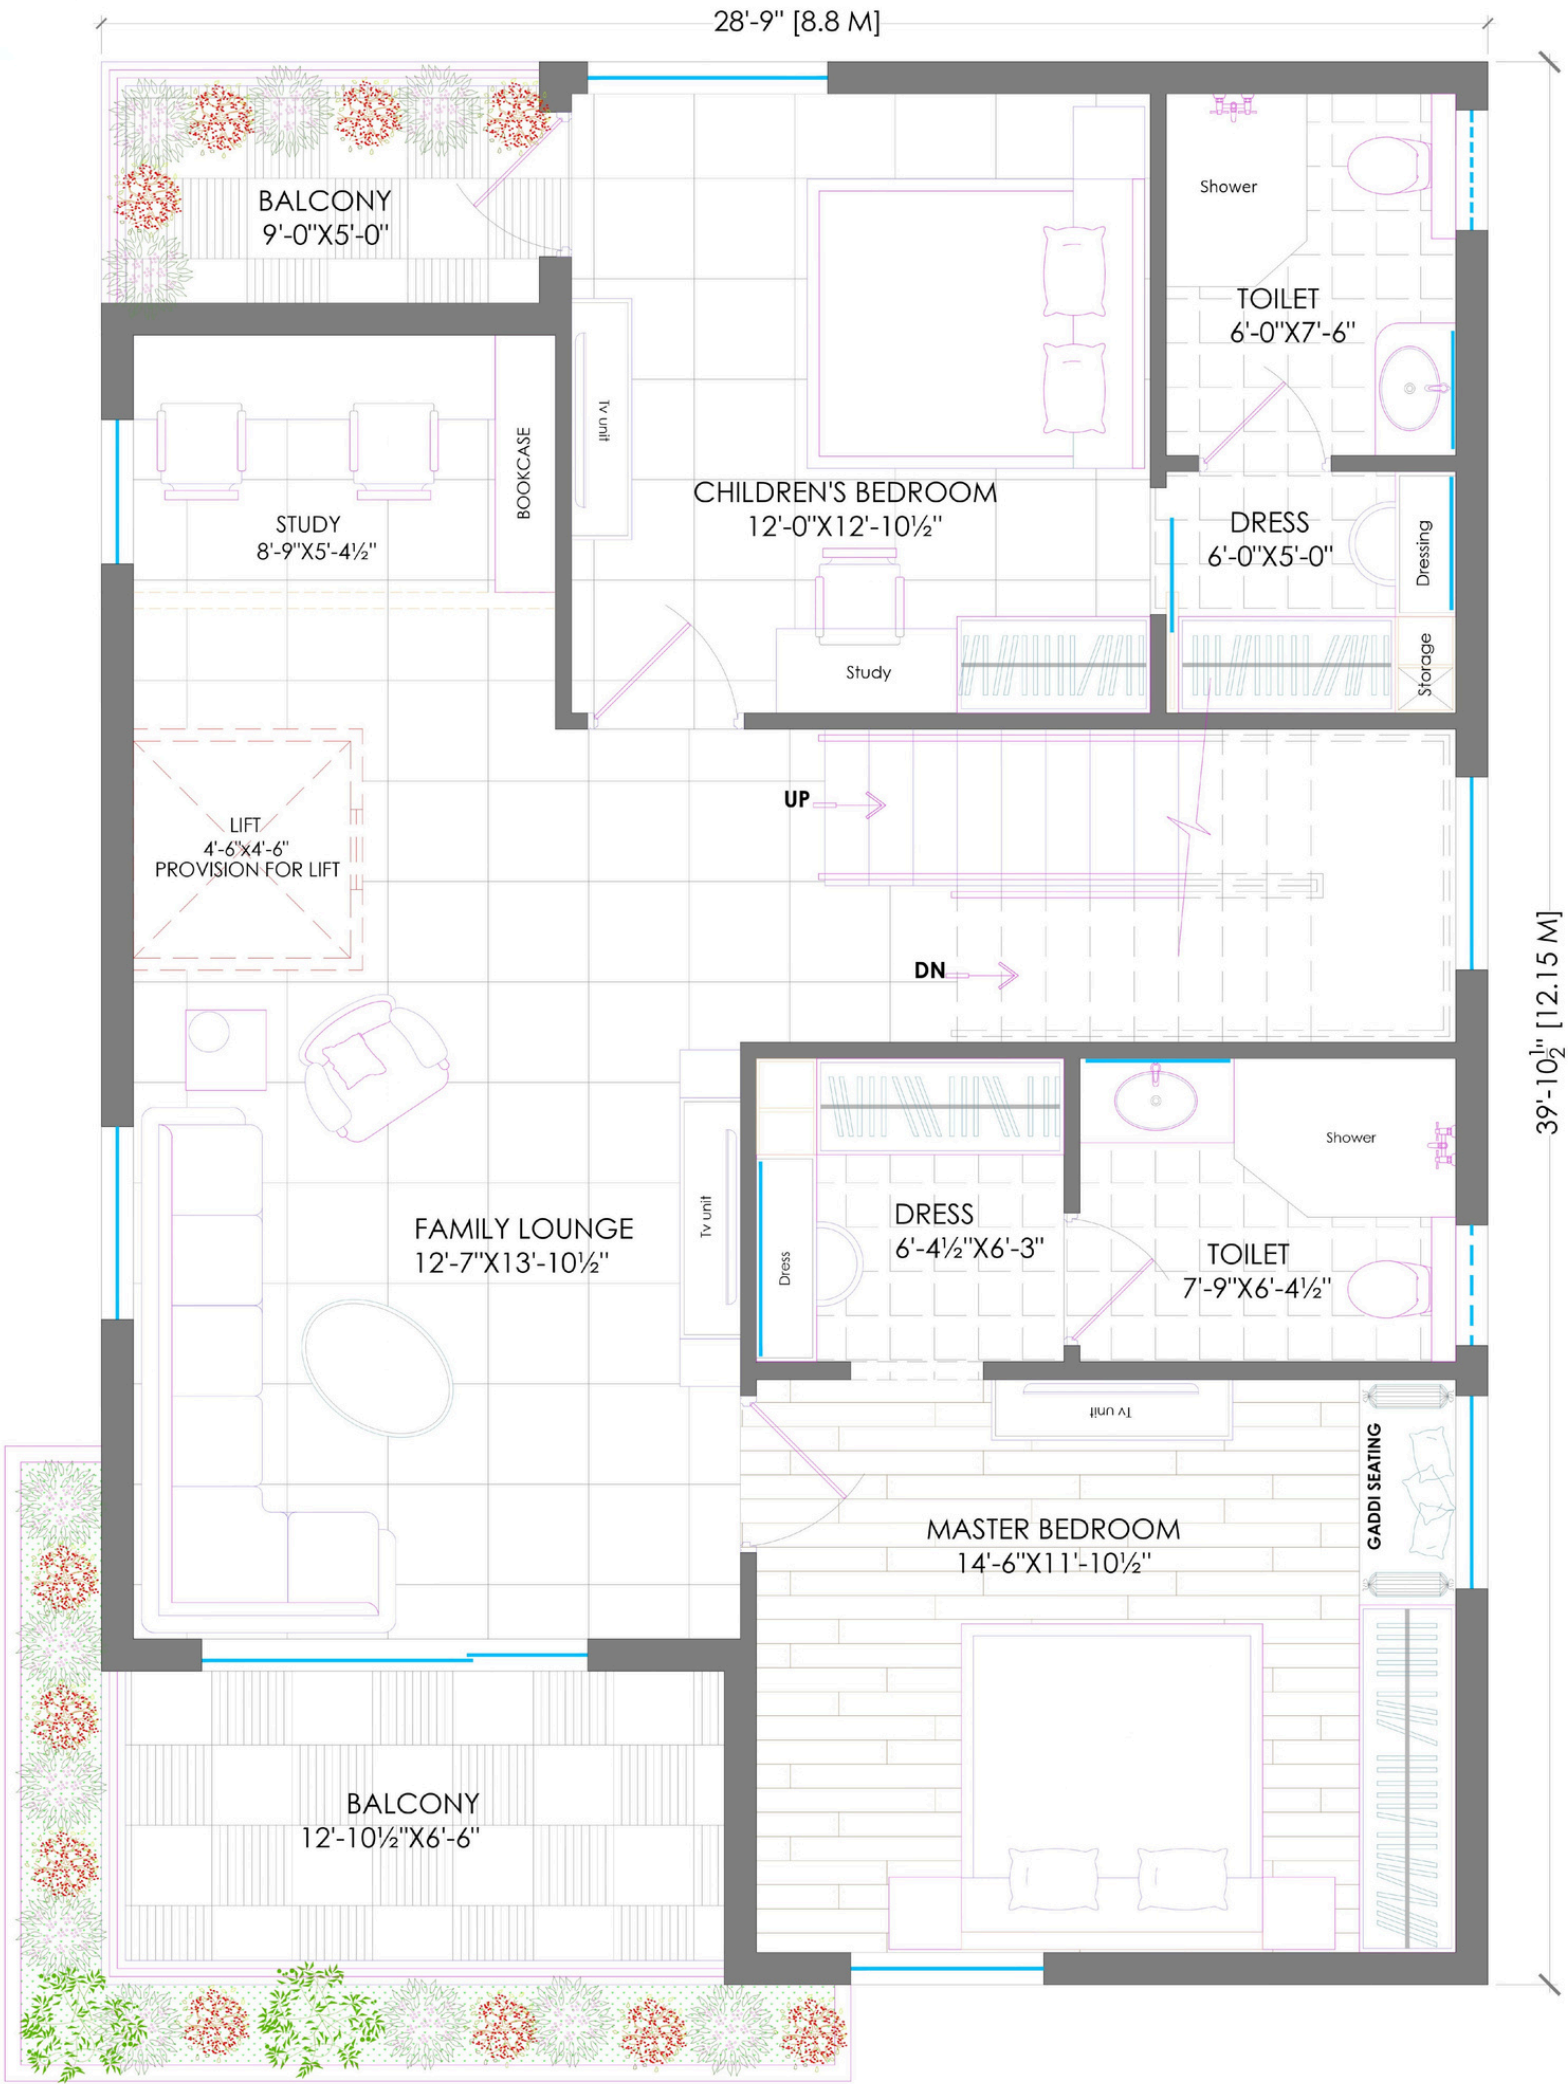 28'-9" [8.8 M]
BALCONY
9'-0"X5'-0"
Shower
TOILET
6'-0"X7'-6"
Tv unit
BOOKCASE
STUDY
8'-9"X5'-4½"
CHILDREN'S BEDROOM
12'-0"X12'-10½"
DRESS
6'-0"X5'-0"
Dressing
Study
Storage
UP
LIFT
4'-6"x4'-6"
PROVISION FOR LIFT
DN
39'-10½" [12.15 M]
Shower
FAMILY LOUNGE
12'-7"X13'-10½"
Tv unit
Dress
DRESS
6'-4½"X6'-3"
TOILET
7'-9"X6'-4½"
Tv unit
GADDI SEATING
MASTER BEDROOM
14'-6"X11'-10½"
BALCONY
12'-10½"X6'-6"